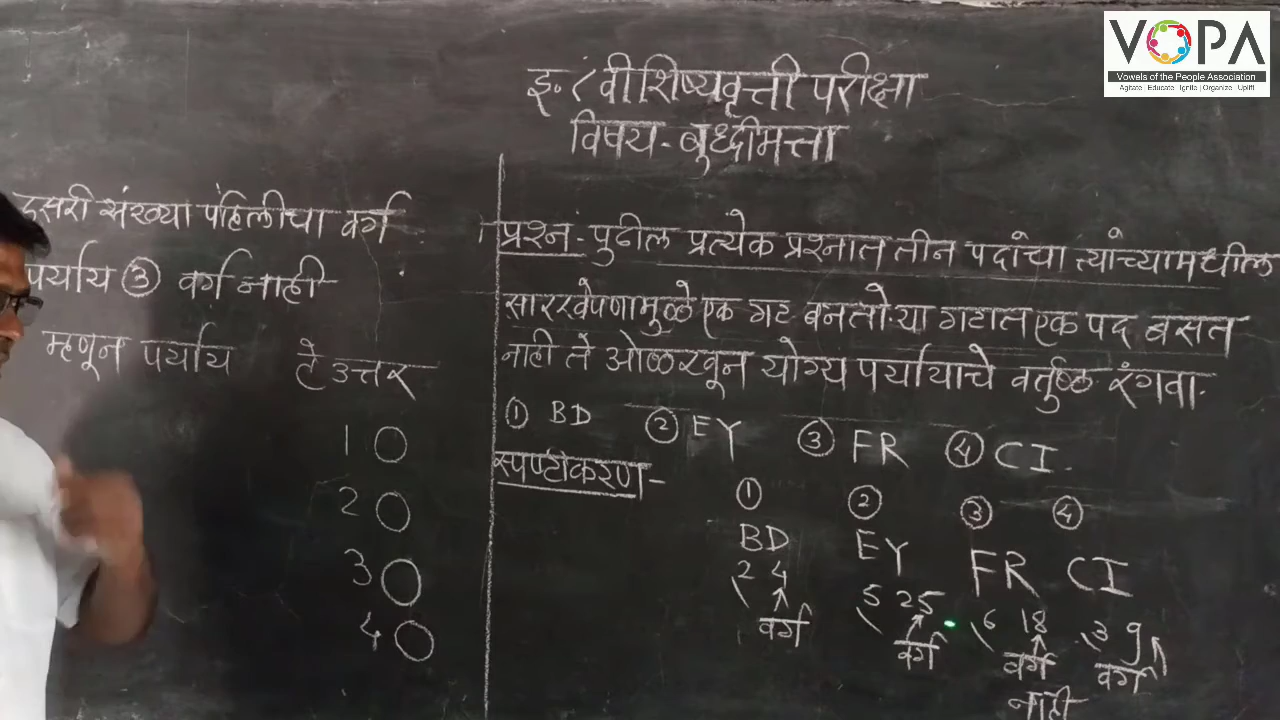 VOPA
Vowels of the People Association
Agitate | Educate | Ignite | Organize | Uplift
इ. ८ वी शिष्यवृत्ती परीक्षा
विषय - बुध्दीमत्ता
दुसरी संख्या पहिलीचा वर्ग
पर्याय ③ वर्ग नाही
म्हणून पर्याय हे उत्तर
1 ○
2 ○
3 ○
4 ○
प्रश्न - पुढील प्रत्येक प्रश्नात तीन पदांचा त्यांच्यामधील
सारखेपणामुळे एक गट बनतो. या गटात एक पद बसत
नाही ते ओळखून योग्य पर्यायाचे वर्तुळ रंगवा.
① BD ② EY ③ FR ④ CI
स्पष्टीकरण -
① ② ③ ④
BD EY FR CI
2 4 5 25 6 18 3 9
वर्ग वर्ग वर्ग वर्ग
नाही